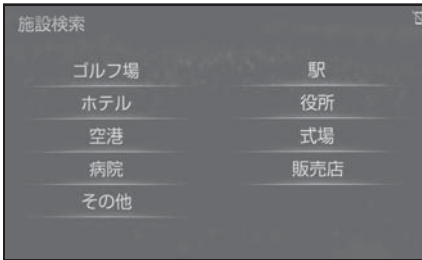 施設検索
ゴルフ場 駅
ホテル 役所
空港 式場
病院 販売店
その他